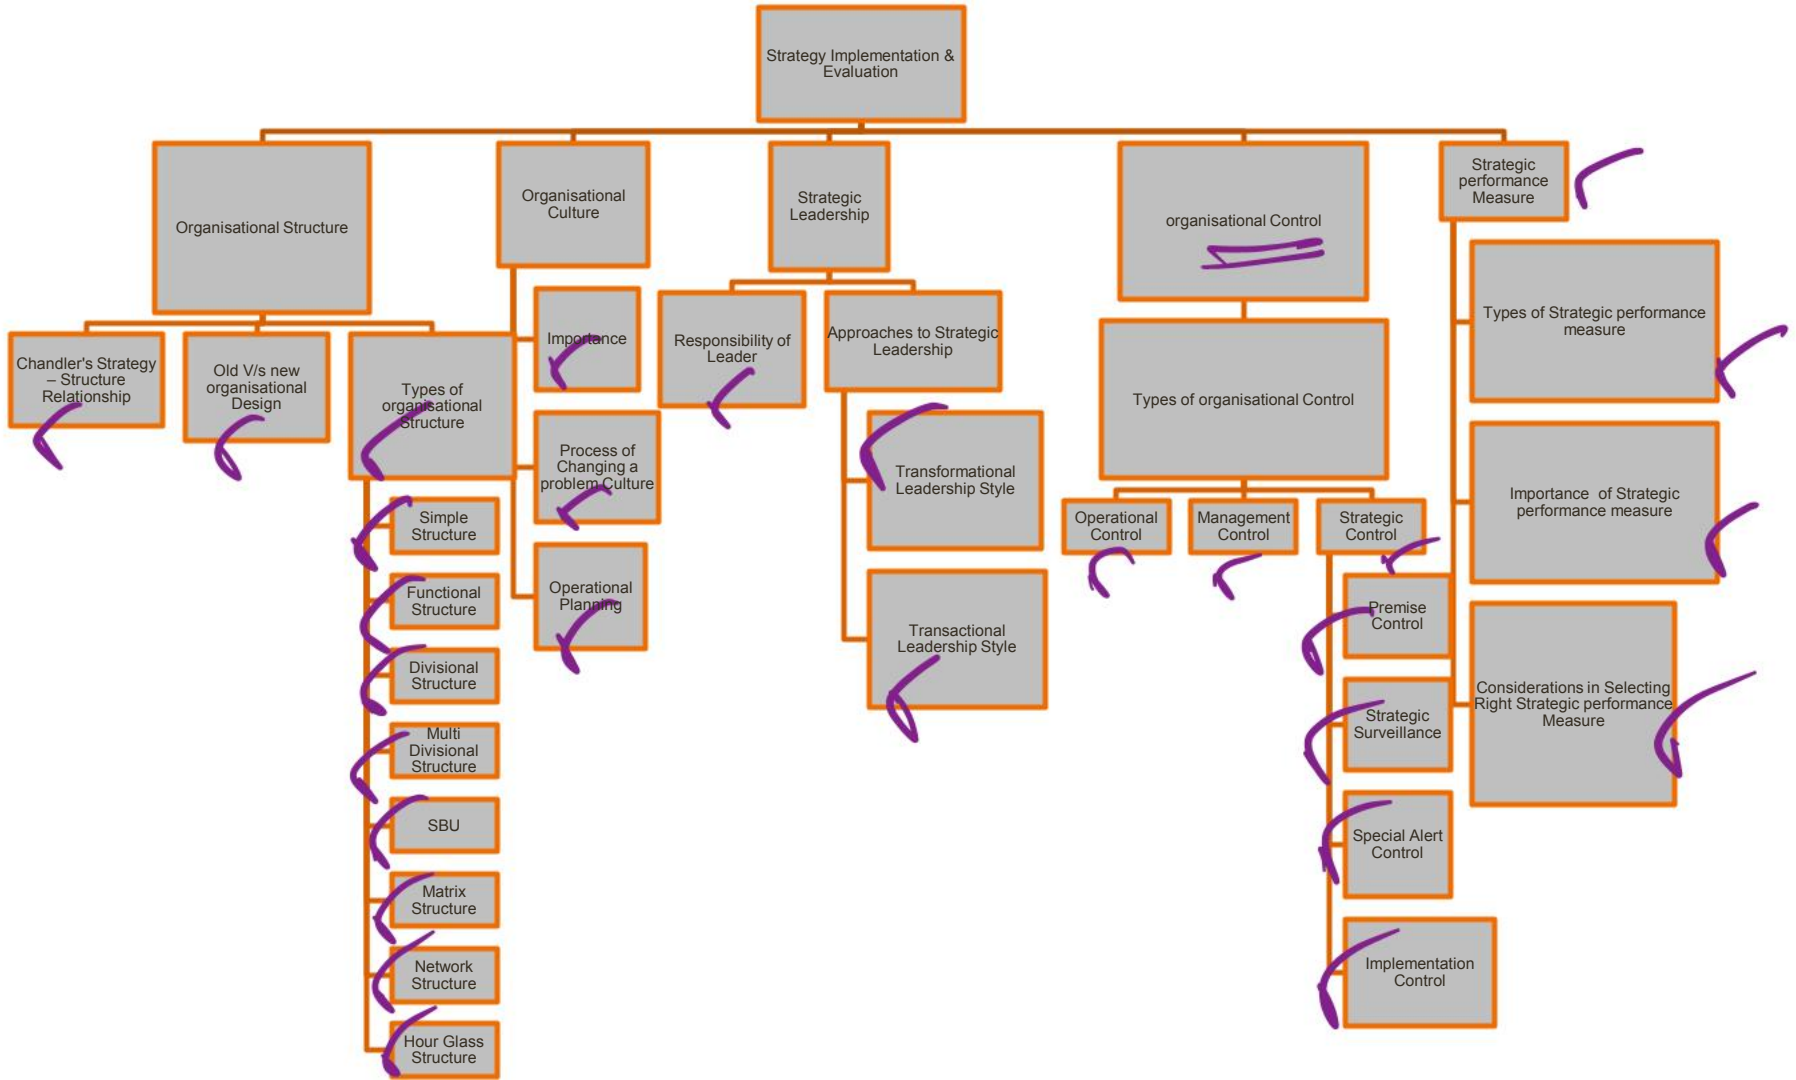 Strategy Implementation &
Evaluation
Organisational Structure
Organisational
Culture
Strategic
Leadership
organisational Control
Strategic
performance
Measure
Chandler's Strategy
– Structure
Relationship
Old V/s new
organisational
Design
Types of
organisational
Structure
Simple
Structure
Functional
Structure
Divisional
Structure
Multi
Divisional
Structure
SBU
Matrix
Structure
Network
Structure
Hour Glass
Structure
Importance
Process of
Changing a
problem Culture
Operational
Planning
Responsibility of
Leader
Approaches to Strategic
Leadership
Transformational
Leadership Style
Transactional
Leadership Style
Types of organisational Control
Operational
Control
Management
Control
Strategic
Control
Premise
Control
Strategic
Surveillance
Special Alert
Control
Implementation
Control
Types of Strategic performance
measure
Importance of Strategic
performance measure
Considerations in Selecting
Right Strategic performance
Measure